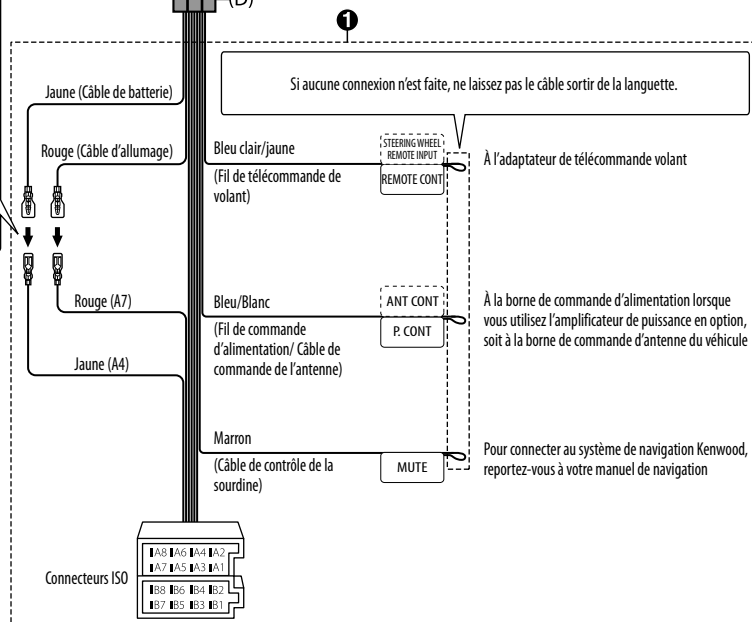 (D)
1
Si aucune connexion n'est faite, ne laissez pas le câble sortir de la languette.
Jaune (Câble de batterie)
Rouge (Câble d'allumage)
Bleu clair/jaune
(Fil de télécommande de
volant)
STEERING WHEEL
REMOTE INPUT
REMOTE CONT
À l'adaptateur de télécommande volant
Rouge (A7)
Jaune (A4)
Bleu/Blanc
(Fil de commande
d'alimentation/ Câble de
commande de l'antenne)
ANT CONT
P. CONT
À la borne de commande d'alimentation lorsque
vous utilisez l'amplificateur de puissance en option,
soit à la borne de commande d'antenne du véhicule
Marron
(Câble de contrôle de la
sourdine)
MUTE
Pour connecter au système de navigation Kenwood,
reportez-vous à votre manuel de navigation
Connecteurs ISO
A8 A6 A4 A2
A7 A5 A3 A1
B8 B6 B4 B2
B7 B5 B3 B1